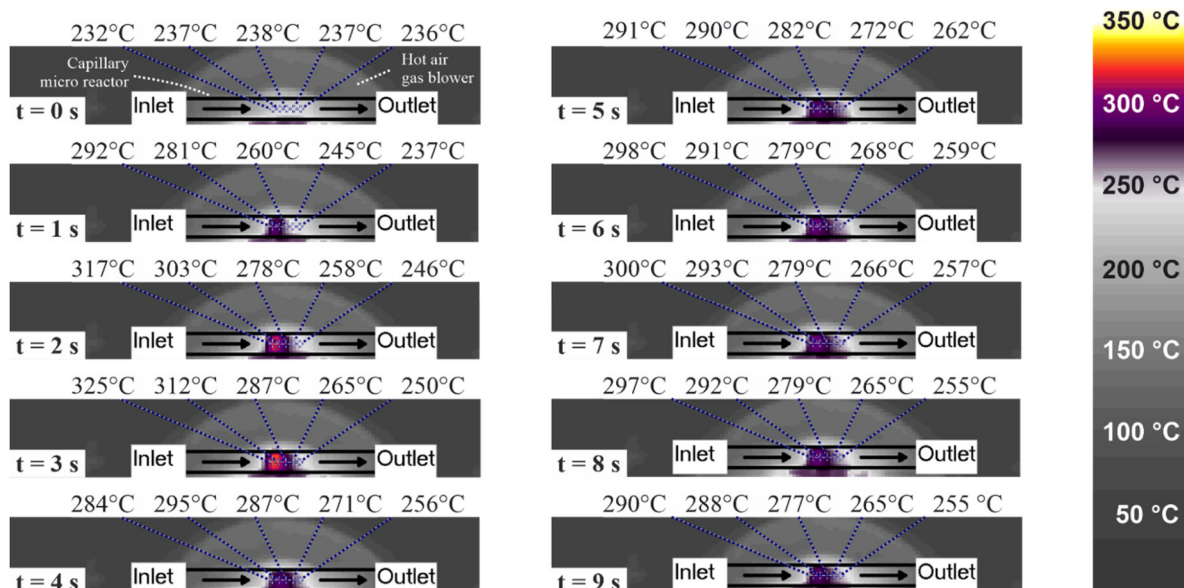 232°C 237°C 238°C 237°C 236°C
Capillary
micro reactor
Hot air
gas blower
t = 0 s Inlet Outlet
292°C 281°C 260°C 245°C 237°C
t = 1 s Inlet Outlet
317°C 303°C 278°C 258°C 246°C
t = 2 s Inlet Outlet
325°C 312°C 287°C 265°C 250°C
t = 3 s Inlet Outlet
284°C 295°C 287°C 271°C 256°C
t = 4 s Inlet Outlet
291°C 290°C 282°C 272°C 262°C
t = 5 s Inlet Outlet
298°C 291°C 279°C 268°C 259°C
t = 6 s Inlet Outlet
300°C 293°C 279°C 266°C 257°C
t = 7 s Inlet Outlet
297°C 292°C 279°C 265°C 255°C
t = 8 s Inlet Outlet
290°C 288°C 277°C 265°C 255 °C
t = 9 s Inlet Outlet
350 °C
300 °C
250 °C
200 °C
150 °C
100 °C
50 °C